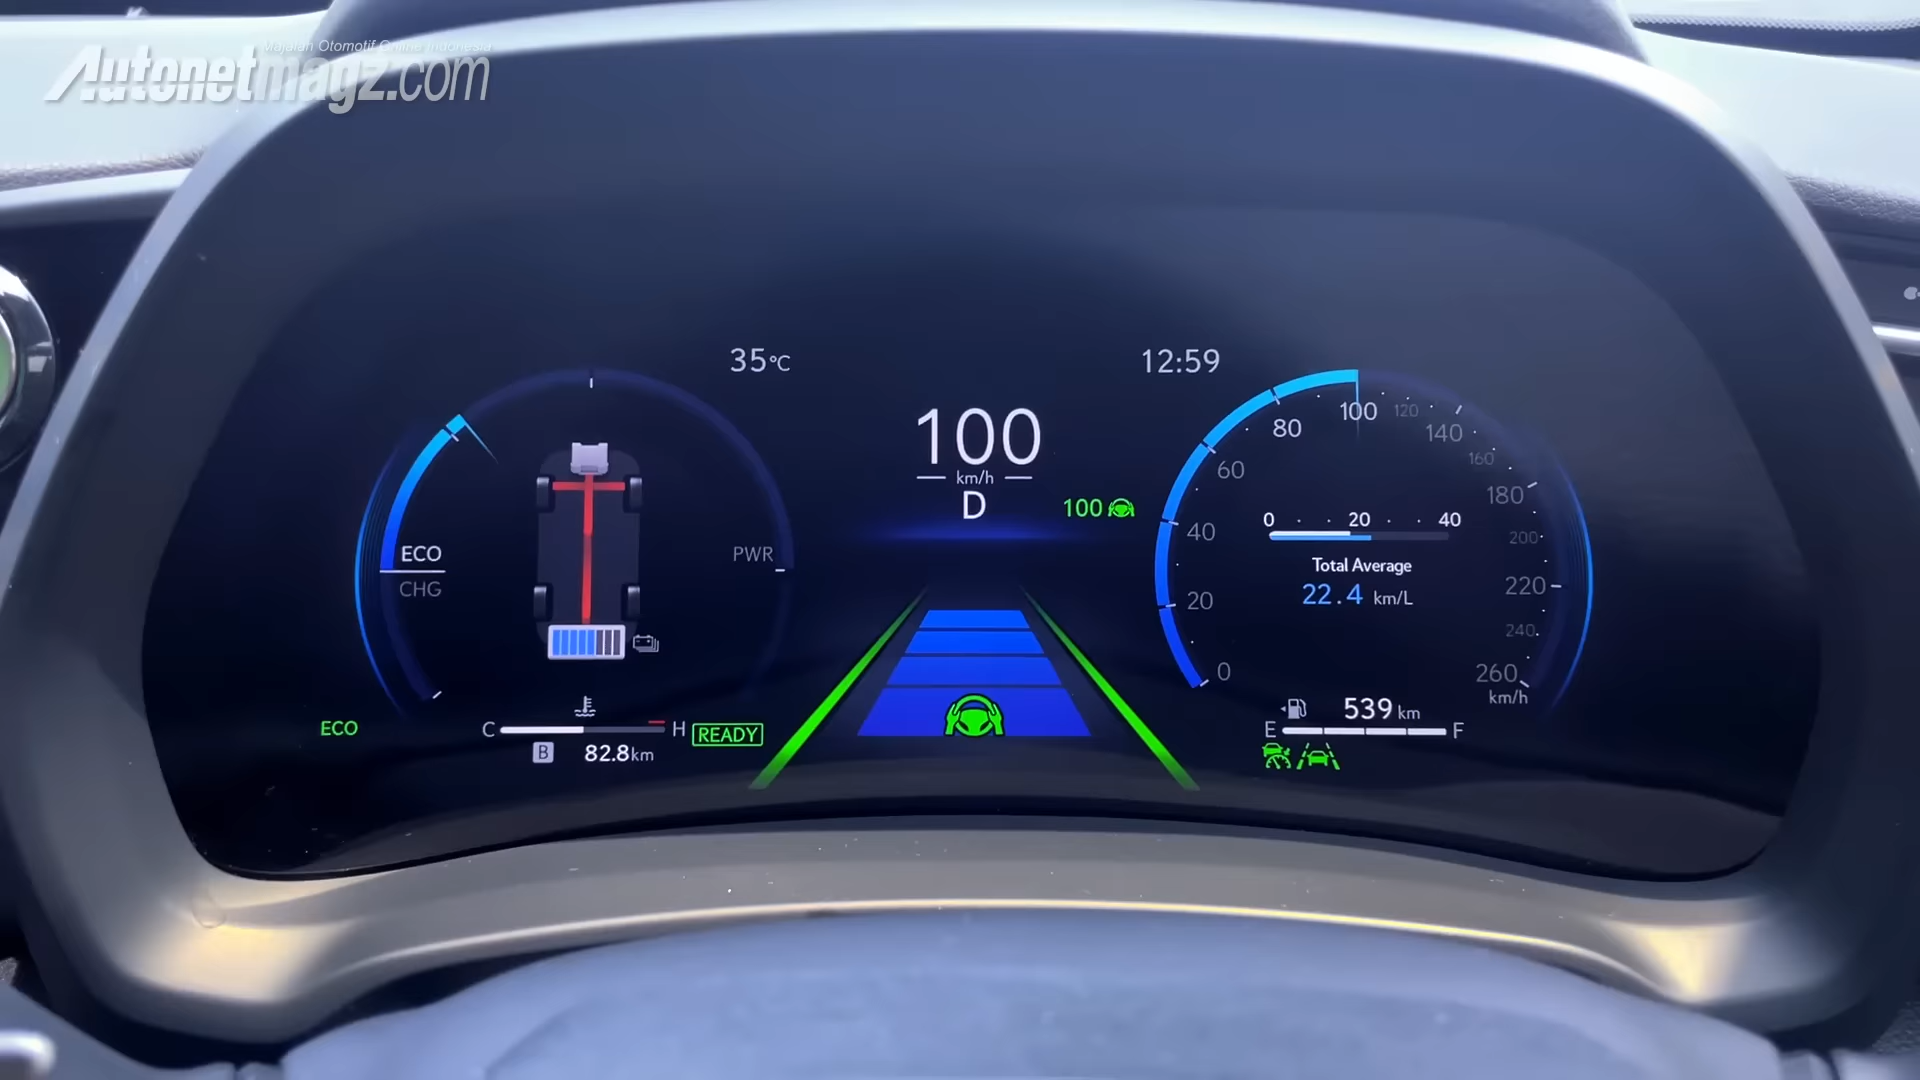 Majalah Otomotif Online Indonesia
Autonetmagz.com
35°C
12:59
100
km/h
D
100
ECO
CHG
PWR
80 100 120
60 140
160
40 180
200
20 220
240
0 260
km/h
0 20 40
Total Average
22.4 km/L
539 km
E F
ECO
C H
READY
B 82.8km